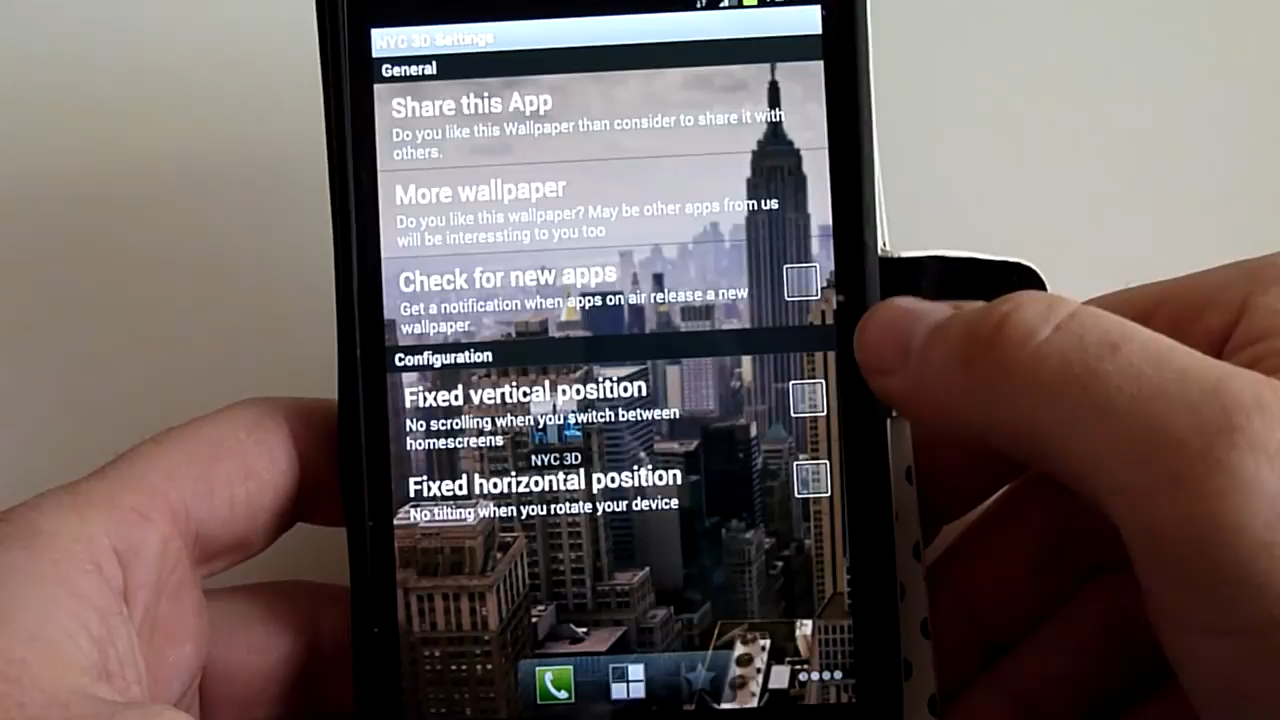 NYC 3D Settings
General
Share this App
Do you like this Wallpaper than consider to share it with
others.
More wallpaper
Do you like this wallpaper? May be other apps from us
will be interessting to you too
Check for new apps
Get a notification when apps on air release a new
wallpaper
Configuration
Fixed vertical position
No scrolling when you switch between
homescreens
NYC 3D
Fixed horizontal position
No tilting when you rotate your device